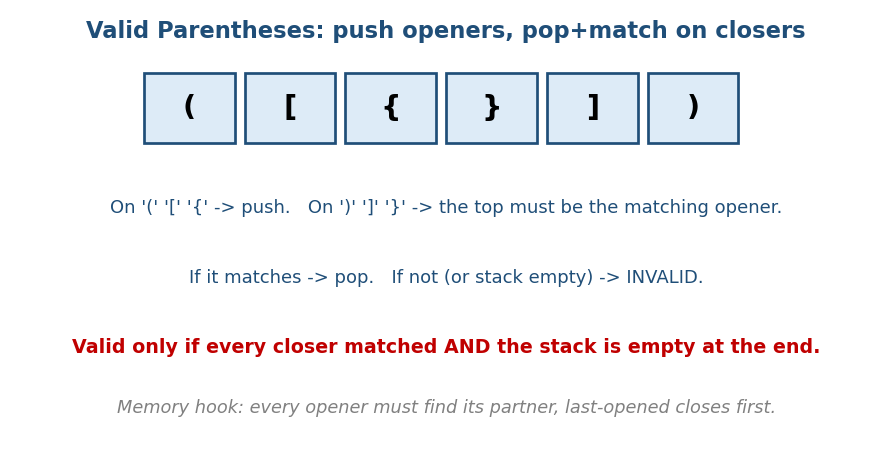 Valid Parentheses: push openers, pop+match on closers
( [ { } ] )
On '(' '[' '{' -> push.   On ')' ']' '}' -> the top must be the matching opener.
If it matches -> pop.   If not (or stack empty) -> INVALID.
Valid only if every closer matched AND the stack is empty at the end.
Memory hook: every opener must find its partner, last-opened closes first.